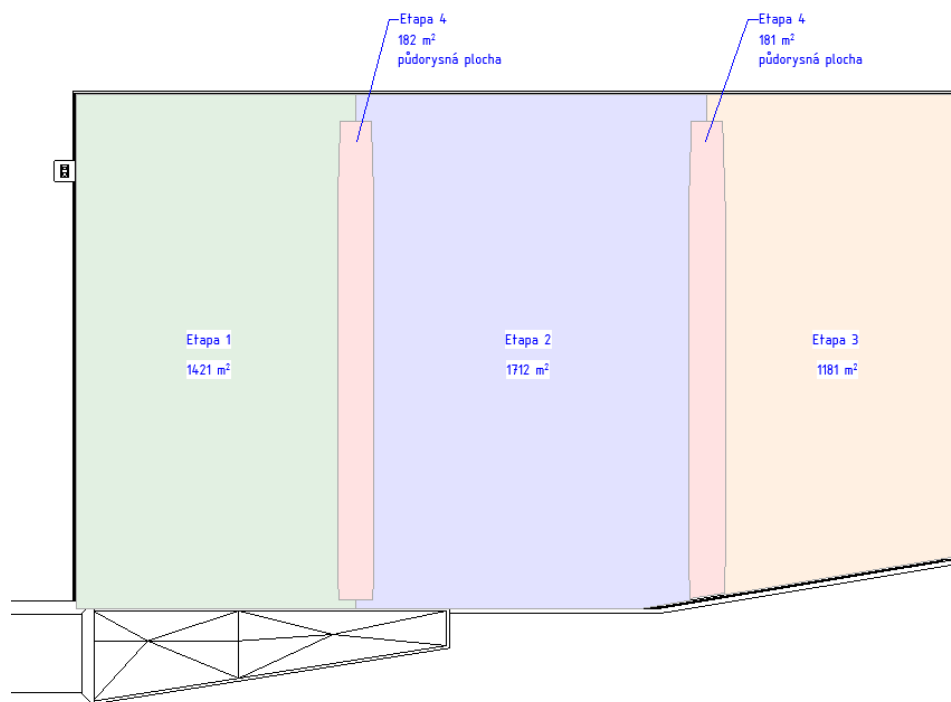 Etapa 4
182 m²
půdorysná plocha
Etapa 4
181 m²
půdorysná plocha
Etapa 1
1421 m²
Etapa 2
1712 m²
Etapa 3
1181 m²